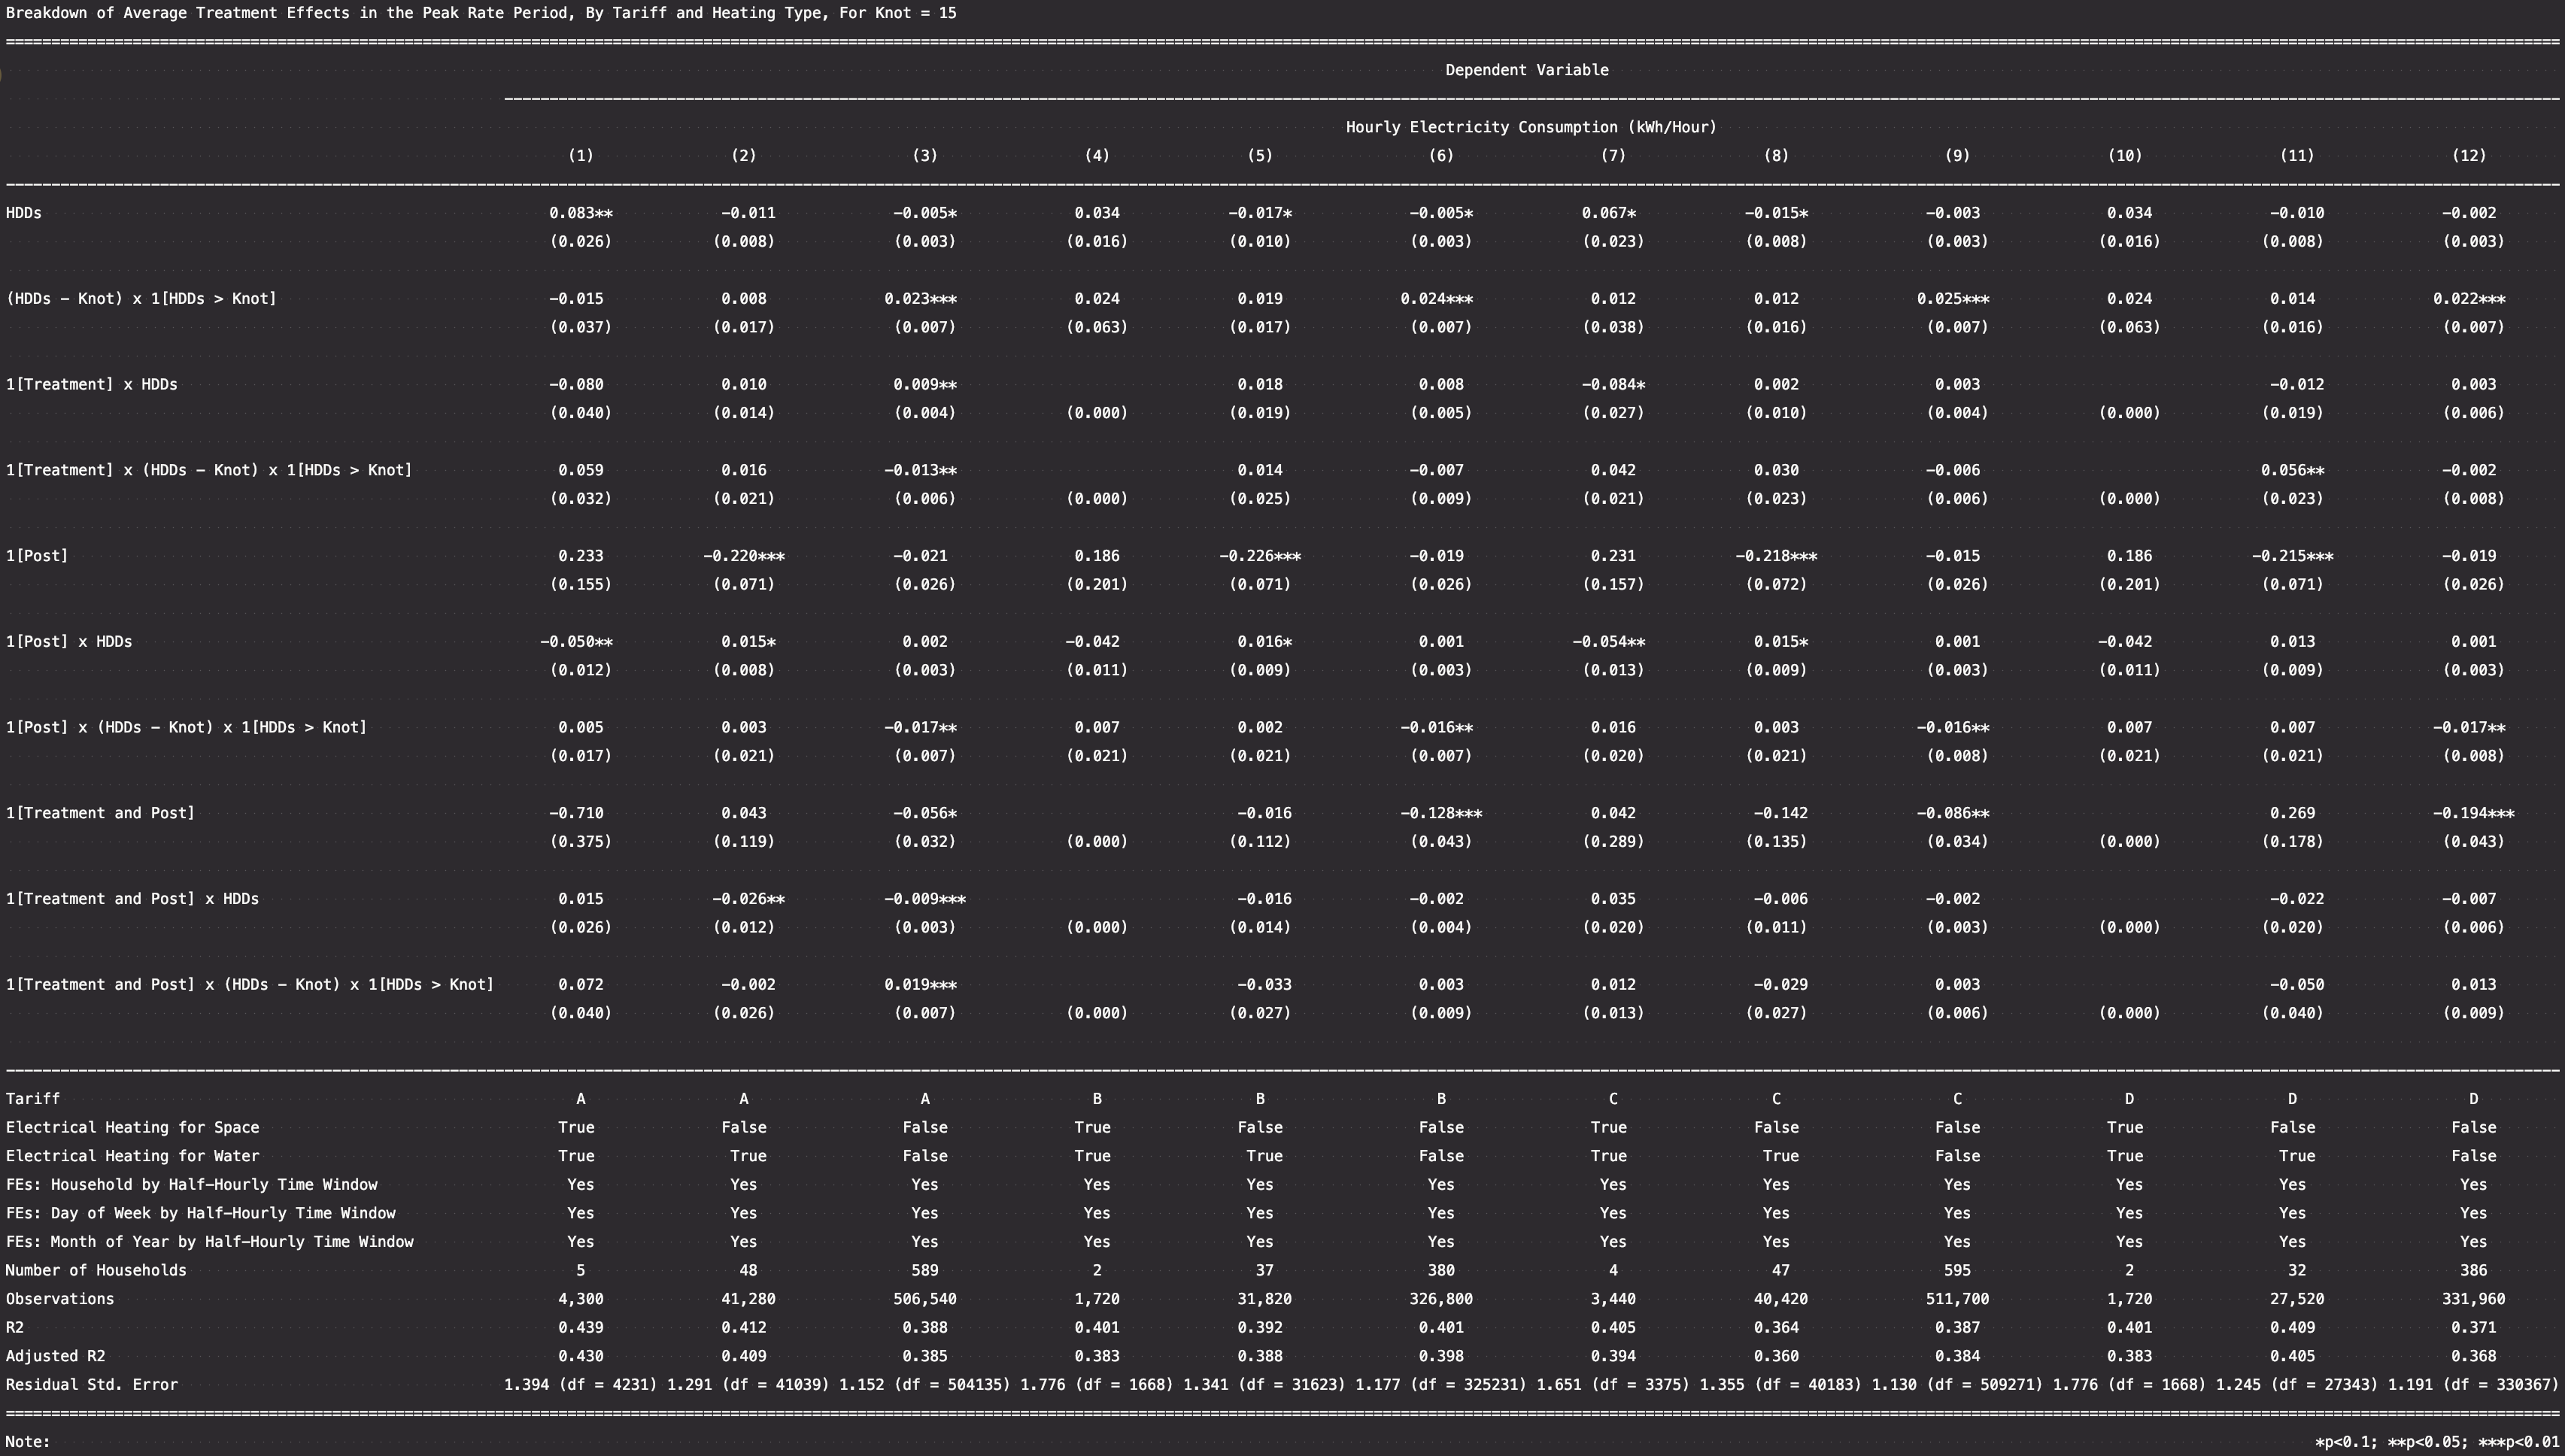 Breakdown of Average Treatment Effects in the Peak Rate Period, By Tariff and Heating Type, For Knot = 15
Dependent Variable
Hourly Electricity Consumption (kWh/Hour)
(1) (2) (3) (4) (5) (6) (7) (8) (9) (10) (11) (12)
HDDs 0.083** -0.011 -0.005* 0.034 -0.017* -0.005* 0.067* -0.015* -0.003 0.034 -0.010 -0.002
(0.026) (0.008) (0.003) (0.016) (0.010) (0.003) (0.023) (0.008) (0.003) (0.016) (0.008) (0.003)
(HDDs - Knot) x 1[HDDs > Knot] -0.015 0.008 0.023*** 0.024 0.019 0.024*** 0.012 0.012 0.025*** 0.024 0.014 0.022***
(0.037) (0.017) (0.007) (0.063) (0.017) (0.007) (0.038) (0.016) (0.007) (0.063) (0.016) (0.007)
1[Treatment] x HDDs -0.080 0.010 0.009** 0.018 0.008 -0.084* 0.002 0.003 -0.012 0.003
(0.040) (0.014) (0.004) (0.000) (0.019) (0.005) (0.027) (0.010) (0.004) (0.000) (0.019) (0.006)
1[Treatment] x (HDDs - Knot) x 1[HDDs > Knot] 0.059 0.016 -0.013** 0.014 -0.007 0.042 0.030 -0.006 0.056** -0.002
(0.032) (0.021) (0.006) (0.000) (0.025) (0.009) (0.021) (0.023) (0.006) (0.000) (0.023) (0.008)
1[Post] 0.233 -0.220*** -0.021 0.186 -0.226*** -0.019 0.231 -0.218*** -0.015 0.186 -0.215*** -0.019
(0.155) (0.071) (0.026) (0.201) (0.071) (0.026) (0.157) (0.072) (0.026) (0.201) (0.071) (0.026)
1[Post] x HDDs -0.050** 0.015* 0.002 -0.042 0.016* 0.001 -0.054** 0.015* 0.001 -0.042 0.013 0.001
(0.012) (0.008) (0.003) (0.011) (0.009) (0.003) (0.013) (0.009) (0.003) (0.011) (0.009) (0.003)
1[Post] x (HDDs - Knot) x 1[HDDs > Knot] 0.005 0.003 -0.017** 0.007 0.002 -0.016** 0.016 0.003 -0.016** 0.007 0.007 -0.017**
(0.017) (0.021) (0.007) (0.021) (0.021) (0.007) (0.020) (0.021) (0.008) (0.021) (0.021) (0.008)
1[Treatment and Post] -0.710 0.043 -0.056* -0.016 -0.128*** 0.042 -0.142 -0.086** 0.269 -0.194***
(0.375) (0.119) (0.032) (0.000) (0.112) (0.043) (0.289) (0.135) (0.034) (0.000) (0.178) (0.043)
1[Treatment and Post] x HDDs 0.015 -0.026** -0.009*** -0.016 -0.002 0.035 -0.006 -0.002 -0.022 -0.007
(0.026) (0.012) (0.003) (0.000) (0.014) (0.004) (0.020) (0.011) (0.003) (0.000) (0.020) (0.006)
1[Treatment and Post] x (HDDs - Knot) x 1[HDDs > Knot] 0.072 -0.002 0.019*** -0.033 0.003 0.012 -0.029 0.003 -0.050 0.013
(0.040) (0.026) (0.007) (0.000) (0.027) (0.009) (0.013) (0.027) (0.006) (0.000) (0.040) (0.009)
Tariff A A A B B B C C C D D D
Electrical Heating for Space True False False True False False True False False True False False
Electrical Heating for Water True True False True True False True True False True True False
FEs: Household by Half-Hourly Time Window Yes Yes Yes Yes Yes Yes Yes Yes Yes Yes Yes Yes
FEs: Day of Week by Half-Hourly Time Window Yes Yes Yes Yes Yes Yes Yes Yes Yes Yes Yes Yes
FEs: Month of Year by Half-Hourly Time Window Yes Yes Yes Yes Yes Yes Yes Yes Yes Yes Yes Yes
Number of Households 5 48 589 2 37 380 4 47 595 2 32 386
Observations 4,300 41,280 506,540 1,720 31,820 326,800 3,440 40,420 511,700 1,720 27,520 331,960
R2 0.439 0.412 0.388 0.401 0.392 0.401 0.405 0.364 0.387 0.401 0.409 0.371
Adjusted R2 0.430 0.409 0.385 0.383 0.388 0.398 0.394 0.360 0.384 0.383 0.405 0.368
Residual Std. Error 1.394 (df = 4231) 1.291 (df = 41039) 1.152 (df = 504135) 1.776 (df = 1668) 1.341 (df = 31623) 1.177 (df = 325231) 1.651 (df = 3375) 1.355 (df = 40183) 1.130 (df = 509271) 1.776 (df = 1668) 1.245 (df = 27343) 1.191 (df = 330367)
Note: *p<0.1; **p<0.05; ***p<0.01